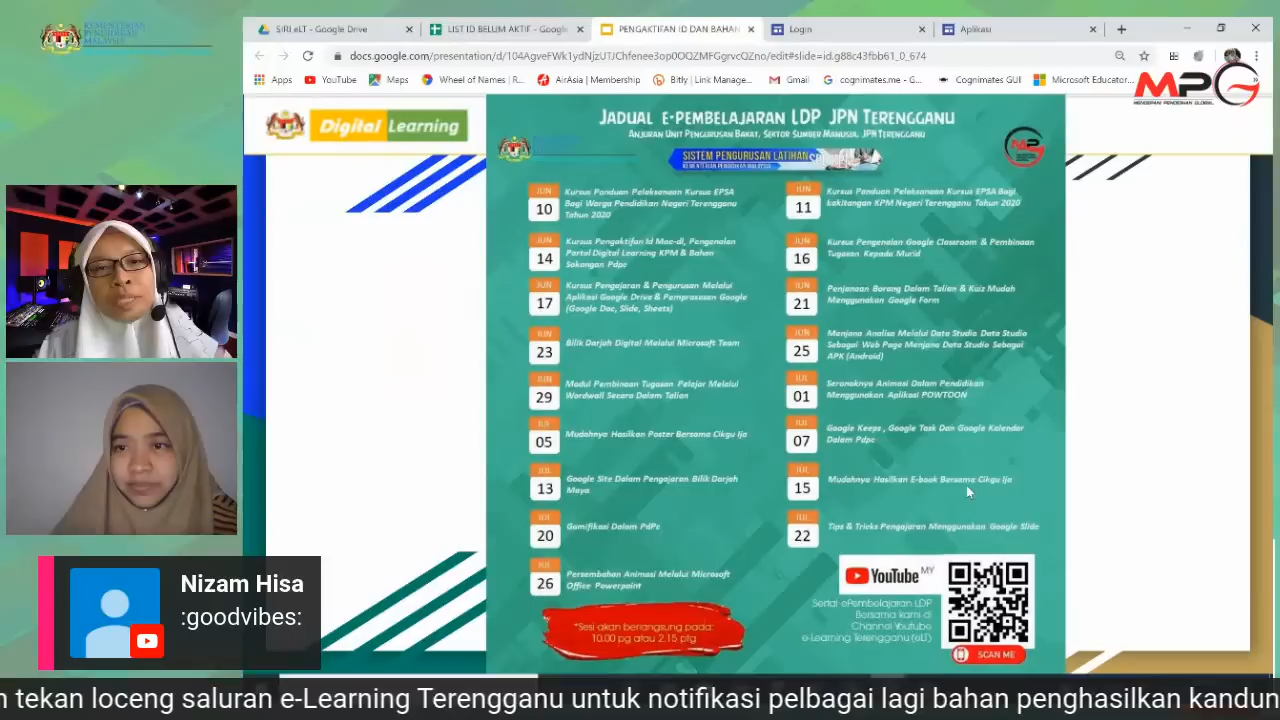 KEMENTERIAN
PENDIDIKAN
MALAYSIA
SIRI eLT - Google Drive
LIST ID BELUM AKTIF - Google
PENGAKTIFAN ID DAN BAHAN
Login
Aplikasi
docs.google.com/presentation/d/104AgveFWk1ydNjzUTJChfenee3op0OQZMFGgrvcQZno/edit#slide=id.g88c43fbb61_0_674
Apps
YouTube
Maps
Wheel of Names | R...
AirAsia | Membership
Bitly | Link Manage...
Gmail
cognimates.me - G...
Cognimates GUI
Microsoft Educator...
MPG
MENGEPAM PENDIDIKAN GLOBAL
Digital Learning
Jadual e-Pembelajaran LDP JPN Terengganu
Anjuran Unit Pengurusan Bakat, Sektor Sumber Manusia, JPN Terengganu
SISTEM PENGURUSAN LATIHAN
KEMENTERIAN PENDIDIKAN MALAYSIA
JUN
10
Kursus Panduan Pelaksanaan Kursus EPSA
Bagi Warga Pendidikan Negeri Terengganu
Tahun 2020
JUN
11
Kursus Panduan Pelaksanaan Kursus EPSA Bagi
kakitangan KPM Negeri Terengganu Tahun 2020
JUN
14
Kursus Pengaktifan Id Moe-dl, Pengenalan
Portal Digital Learning KPM & Bahan
Sokongan Pdpc
JUN
16
Kursus Pengenalan Google Classroom & Pembinaan
Tugasan Kepada Murid
JUN
17
Kursus Pengajaran & Pengurusan Melalui
Aplikasi Google Drive & Pemprosesan Google
(Google Doc, Slide, Sheets)
JUN
21
Penjanaan Borang Dalam Talian & Kuiz Mudah
Menggunakan Google Form
JUN
23
Bilik Darjah Digital Melalui Microsoft Team
JUN
25
Menjana Analisa Melalui Data Studio Data Studio
Sebagai Web Page Menjana Data Studio Sebagai
APK (Android)
JUN
29
Modul Pembinaan Tugasan Pelajar Melalui
Wordwall Secara Dalam Talian
JUL
01
Seronoknya Animasi Dalam Pendidikan
Menggunakan Aplikasi POWTOON
JUL
05
Mudahnya Hasilkan Poster Bersama Cikgu Ija
JUL
07
Google Keeps , Google Task Dan Google Kalendar
Dalam Pdpc
JUL
13
Google Site Dalam Pengajaran Bilik Darjah
Maya
JUL
15
Mudahnya Hasilkan E-book Bersama Cikgu Ija
JUL
20
Gamifikasi Dalam PdPc
JUL
22
Tips & Tricks Pengajaran Menggunakan Google Slide
JUL
26
Persembahan Animasi Melalui Microsoft
Office Powerpoint
*Sesi akan berlangsung pada:
10.00 pg atau 2.15 ptg
YouTube MY
Sertai ePembelajaran LDP
Bersama kami di
Channel Youtube
e-Learning Terengganu (eLT)
SCAN ME
Nizam Hisa
:goodvibes:
n tekan loceng saluran e-Learning Terengganu untuk notifikasi pelbagai lagi bahan penghasilkan kandun